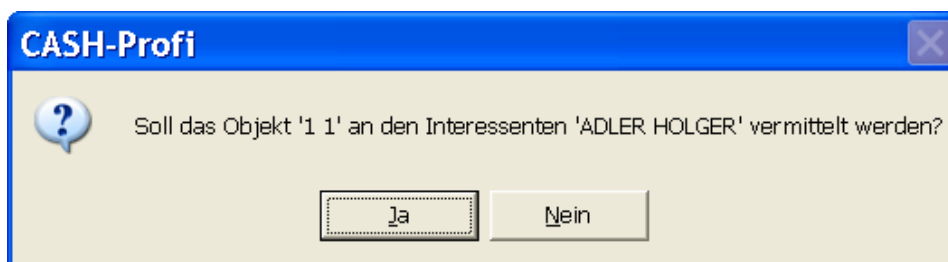 CASH-Profi
Soll das Objekt '1 1' an den Interessenten 'ADLER HOLGER' vermittelt werden?
Ja
Nein